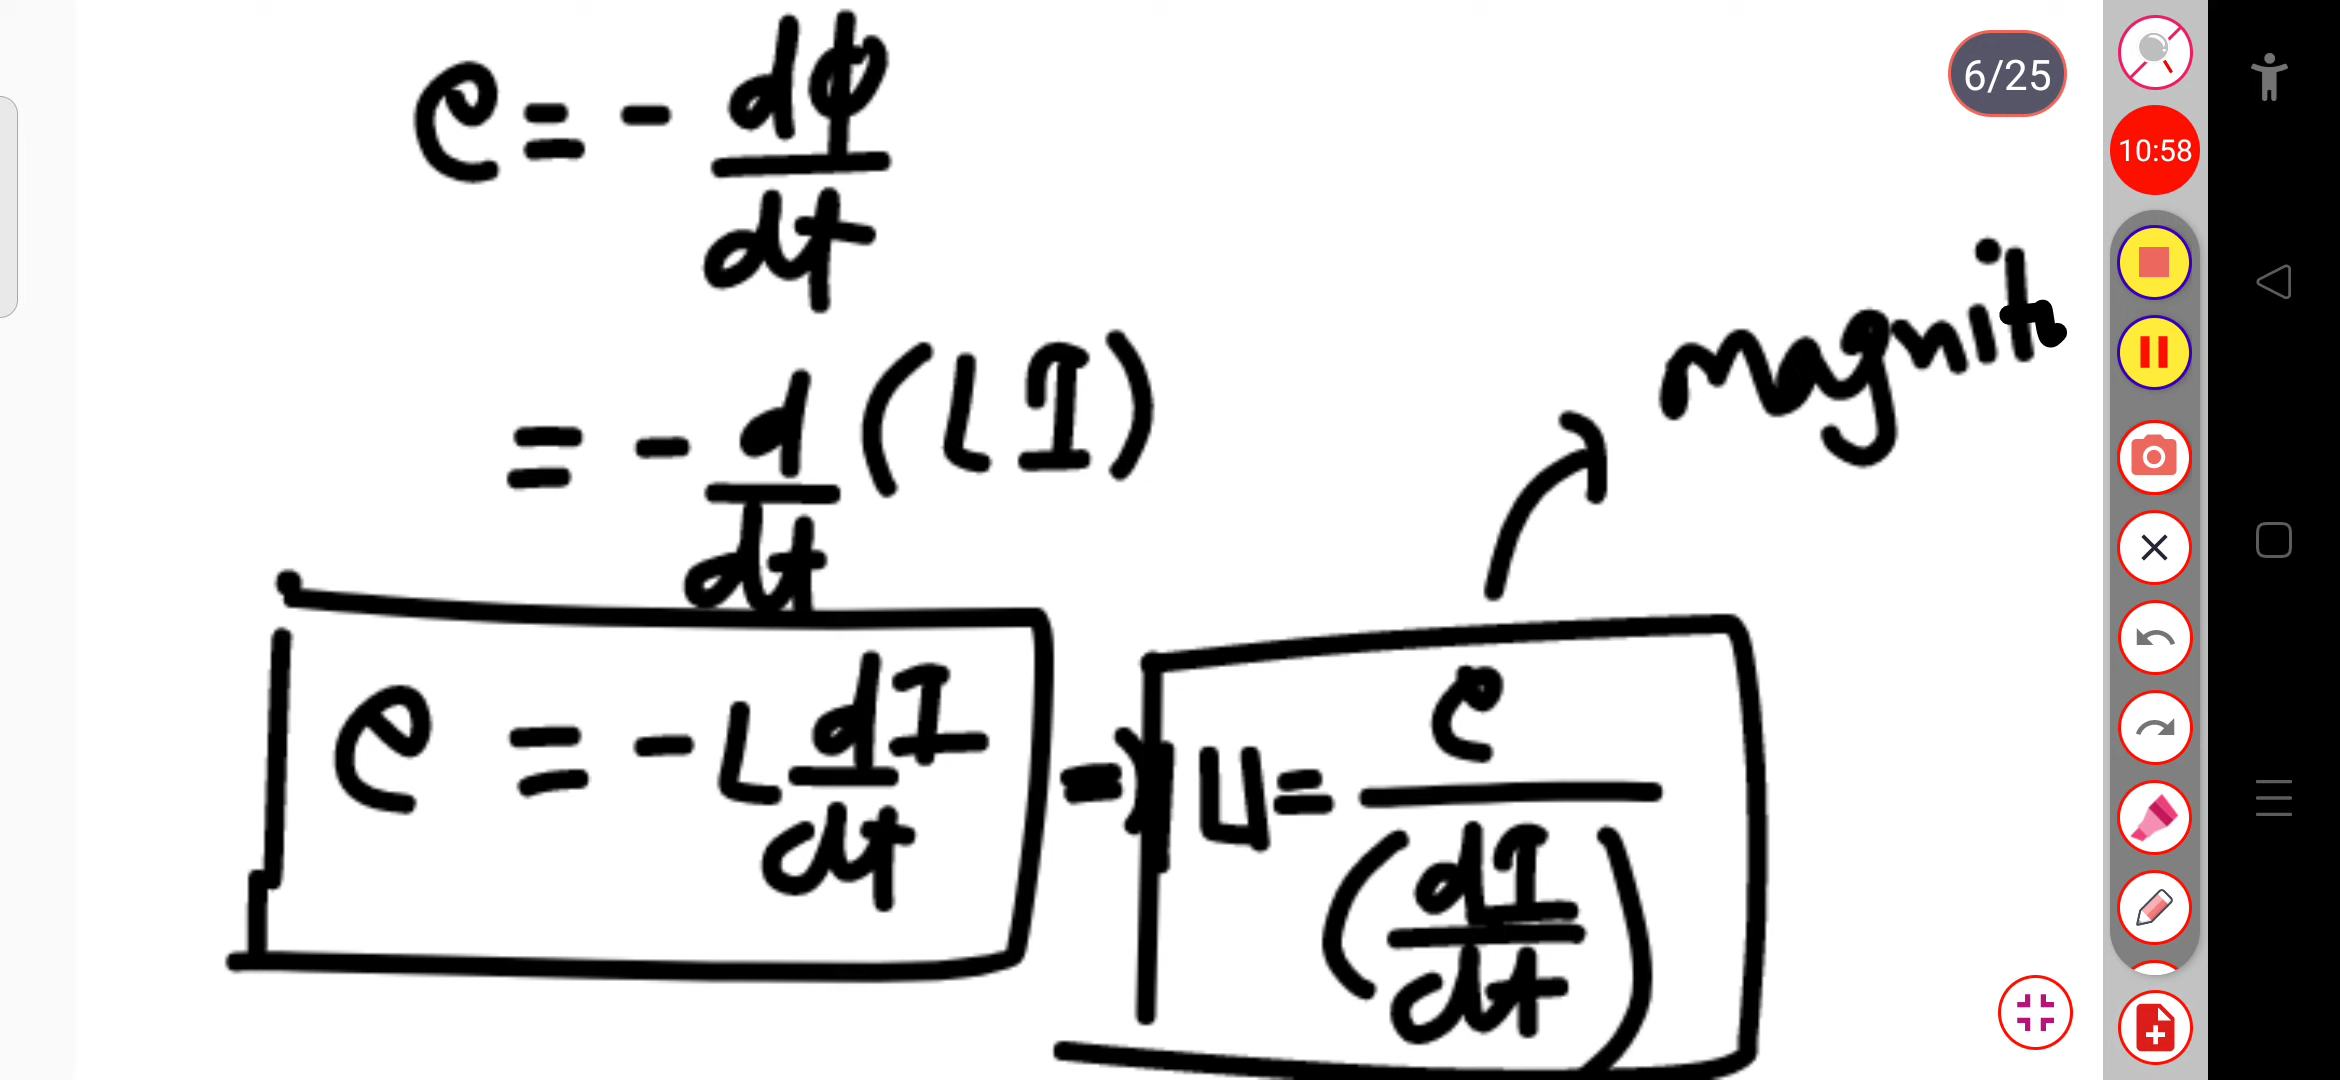 6/25
10:58
e = - dφ/dt
= - d/dt (LI)
magnit
e = -L dI/dt => L = e/(dI/dt)